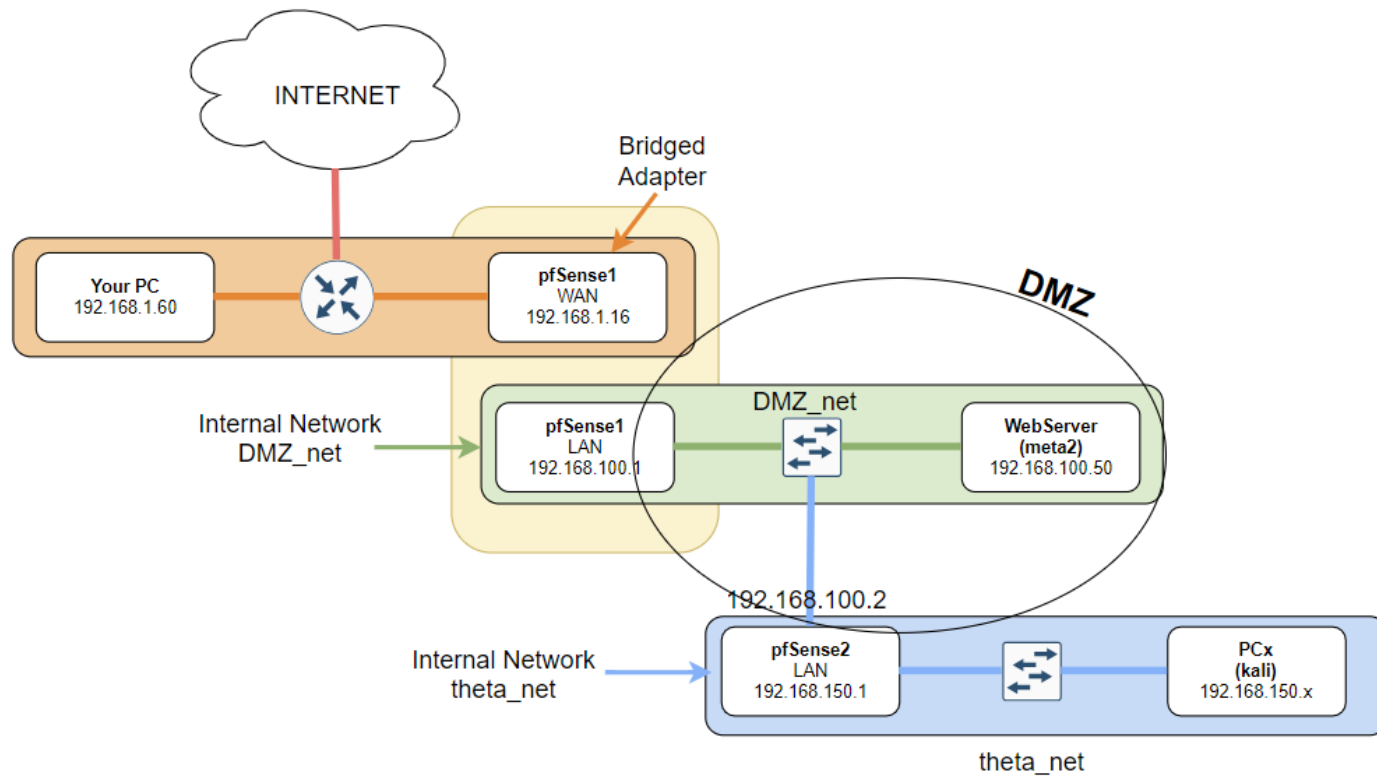 INTERNET
Bridged
Adapter
Your PC
192.168.1.60
pfSense1
WAN
192.168.1.16
DMZ
Internal Network
DMZ_net
pfSense1
LAN
192.168.100.1
DMZ_net
WebServer
(meta2)
192.168.100.50
192.168.100.2
Internal Network
theta_net
pfSense2
LAN
192.168.150.1
PCx
(kali)
192.168.150.x
theta_net